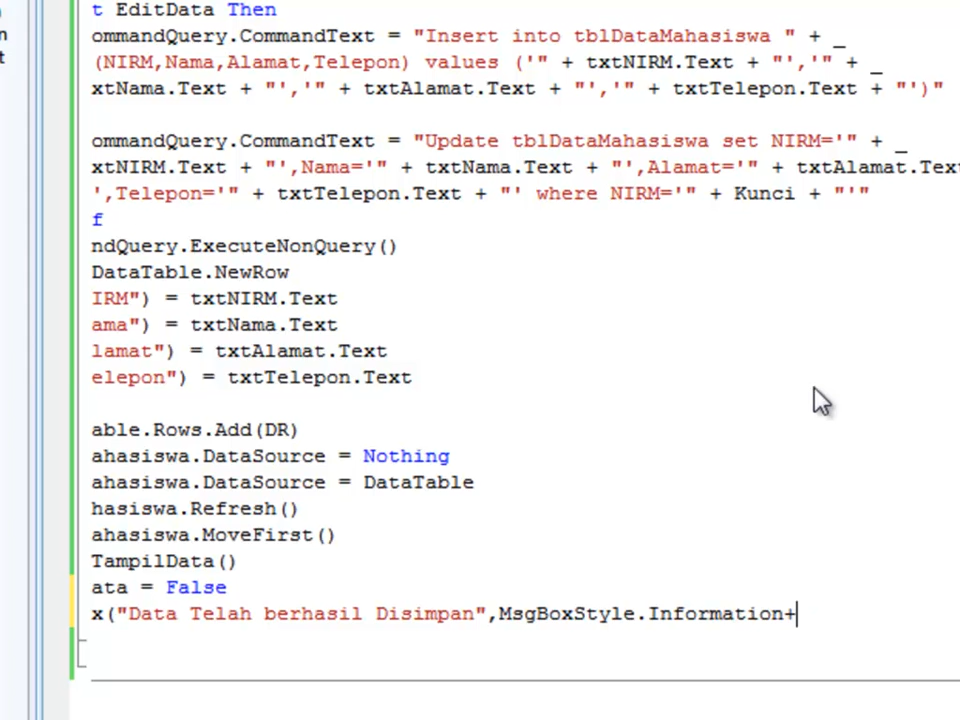 t EditData Then
ommandQuery.CommandText = "Insert into tblDataMahasiswa " + _
(NIRM,Nama,Alamat,Telepon) values ('" + txtNIRM.Text + "','" + _
xtNama.Text + "','" + txtAlamat.Text + "','" + txtTelepon.Text + "')"
ommandQuery.CommandText = "Update tblDataMahasiswa set NIRM='" + _
xtNIRM.Text + "',Nama='" + txtNama.Text + "',Alamat='" + txtAlamat.Text
',Telepon='" + txtTelepon.Text + "' where NIRM='" + Kunci + "'"
f
ndQuery.ExecuteNonQuery()
DataTable.NewRow
IRM") = txtNIRM.Text
ama") = txtNama.Text
lamat") = txtAlamat.Text
elepon") = txtTelepon.Text
able.Rows.Add(DR)
ahasiswa.DataSource = Nothing
ahasiswa.DataSource = DataTable
hasiswa.Refresh()
ahasiswa.MoveFirst()
TampilData()
ata = False
x("Data Telah berhasil Disimpan",MsgBoxStyle.Information+